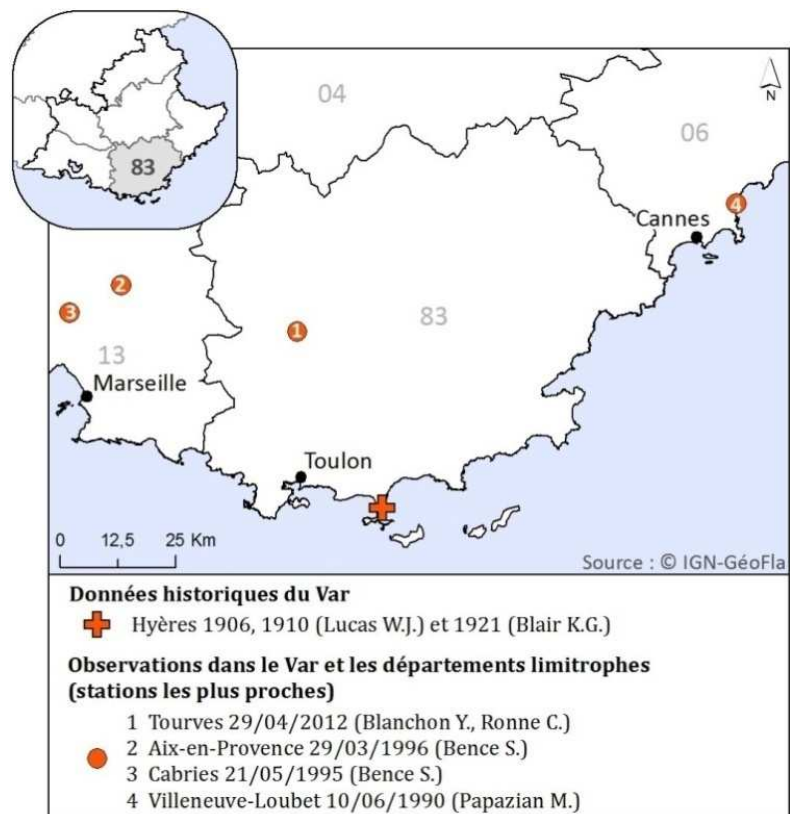 83
04
N
06
4
Cannes
2
3
1
83
13
Marseille
Toulon
0 12,5 25 Km
Source : © IGN-GéoFla
Données historiques du Var
Hyères 1906, 1910 (Lucas W.J.) et 1921 (Blair K.G.)
Observations dans le Var et les départements limitrophes
(stations les plus proches)
1 Tourves 29/04/2012 (Blanchon Y., Ronne C.)
2 Aix-en-Provence 29/03/1996 (Bence S.)
3 Cabries 21/05/1995 (Bence S.)
4 Villeneuve-Loubet 10/06/1990 (Papazian M.)